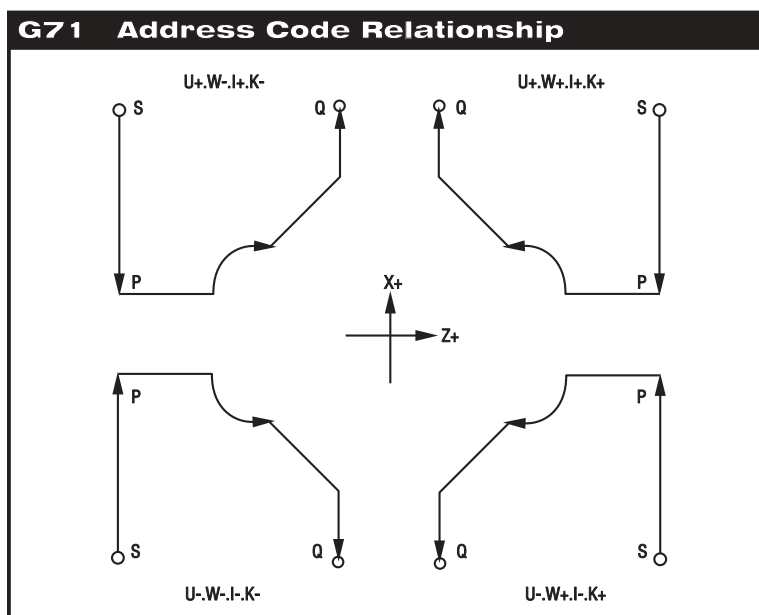 G71 Address Code Relationship
U+.W-.I+.K-
U+.W+.I+.K+
S
Q
Q
S
P
P
X+
Z+
P
P
S
Q
Q
S
U-.W-.I-.K-
U-.W+.I-.K+